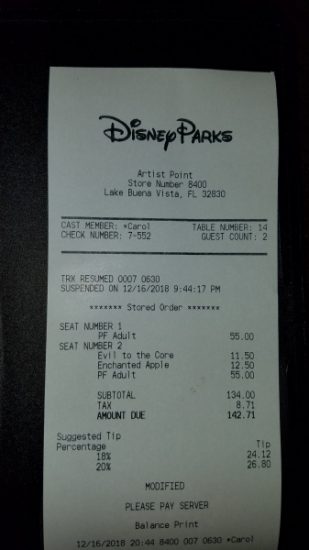 Disney Parks
Artist Point
Store Number 8400
Lake Buena Vista, FL 32830
CAST MEMBER: *Carol TABLE NUMBER: 14
CHECK NUMBER: 7-552 GUEST COUNT: 2
TRX RESUMED 0007 0630
SUSPENDED ON 12/16/2018 9:44:17 PM
******* Stored Order *******
SEAT NUMBER 1
PF Adult 55.00
SEAT NUMBER 2
Evil to the Core 11.50
Enchanted Apple 12.50
PF Adult 55.00
SUBTOTAL 134.00
TAX 8.71
AMOUNT DUE 142.71
Suggested Tip
Percentage Tip
18% 24.12
20% 26.80
MODIFIED
PLEASE PAY SERVER
Balance Print
12/16/2018 20:44 8400 007 0630 *Carol